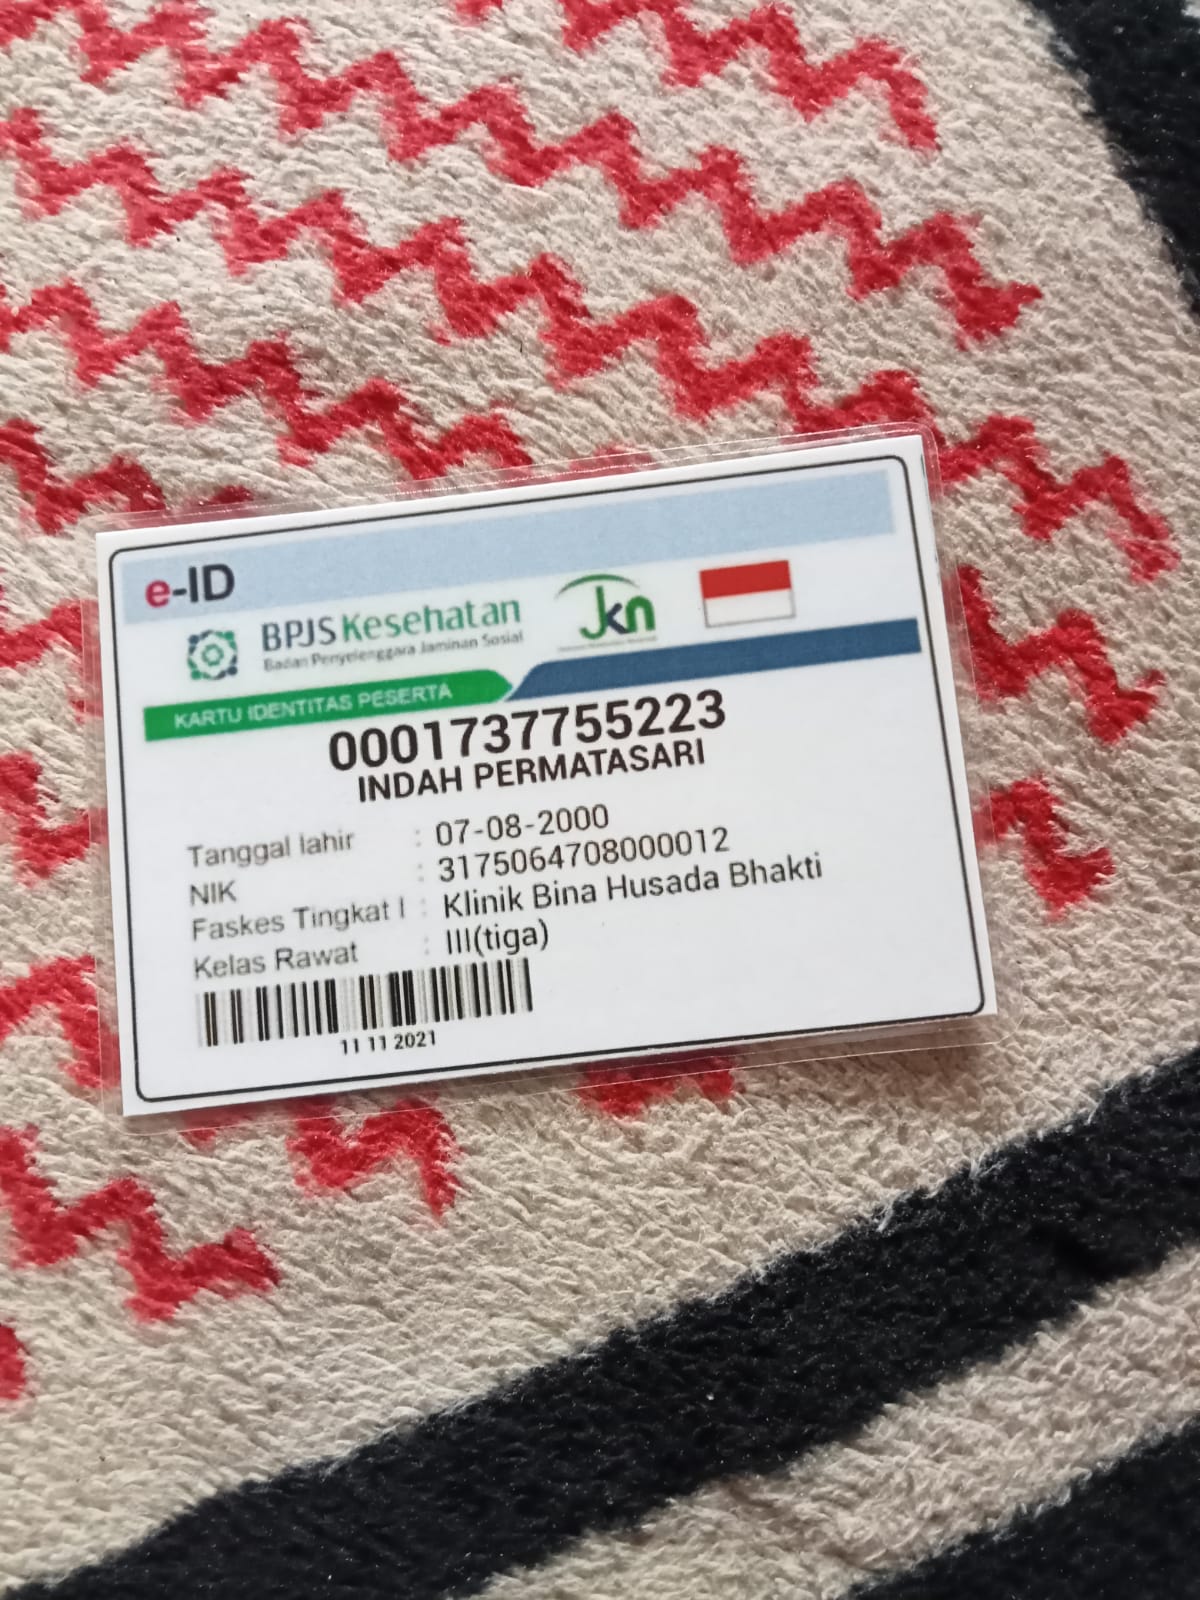 e-ID
BPJS Kesehatan
Badan Penyelenggara Jaminan Sosial
jkn
KARTU IDENTITAS PESERTA
0001737755223
INDAH PERMATASARI
Tanggal lahir : 07-08-2000
NIK : 3175064708000012
Faskes Tingkat I : Klinik Bina Husada Bhakti
Kelas Rawat : III(tiga)
11 11 2021